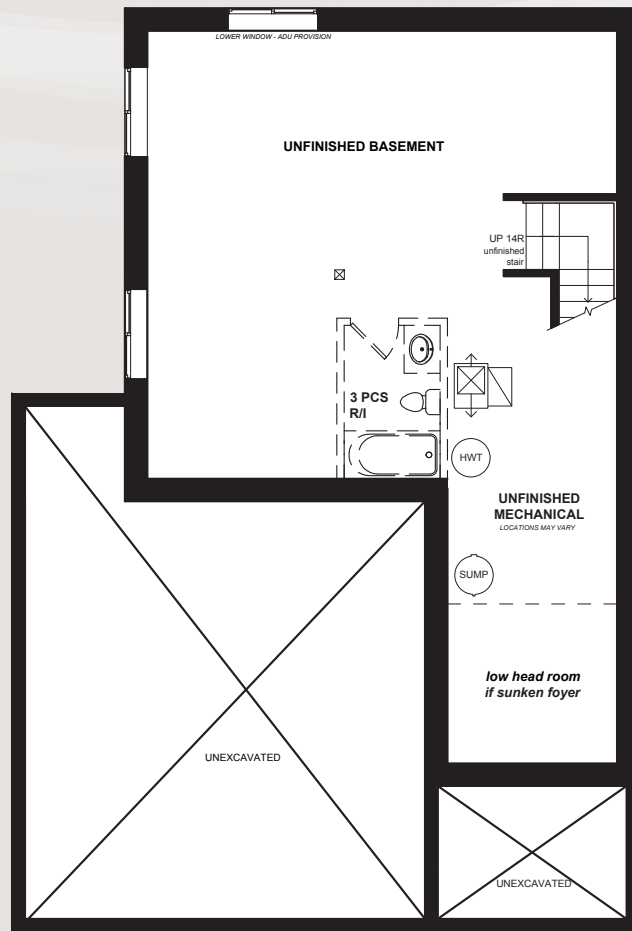 LOWER WINDOW - ADU PROVISION
UNFINISHED BASEMENT
UP 14R
unfinished
stair
3 PCS
R/I
HWT
UNFINISHED
MECHANICAL
LOCATIONS MAY VARY
SUMP
low head room
if sunken foyer
UNEXCAVATED
UNEXCAVATED